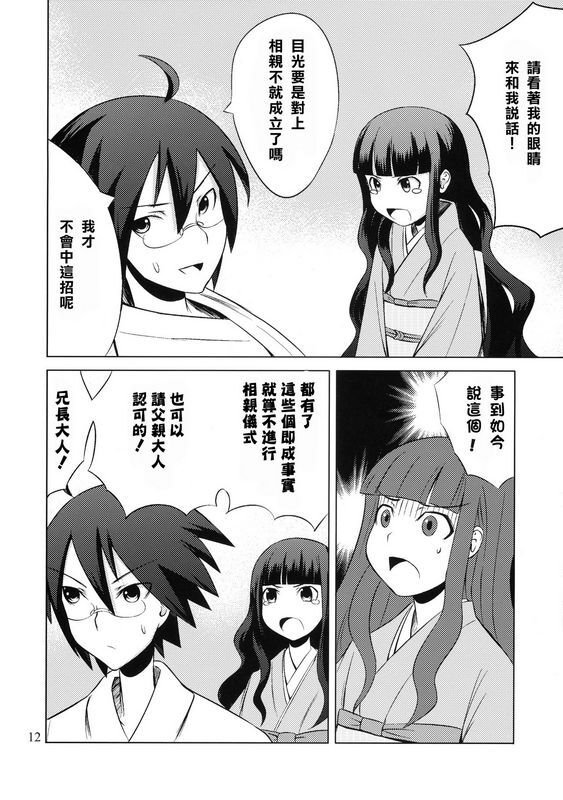 請看著我的眼睛
來和我說話！
目光要是對上
相親不就成立了嗎
我才
不會中這招呢
事到如今
說這個！
都有了
這些個即成事實
就算不進行
相親儀式
也可以
請父親大人
認可的！
兄長大人！
12